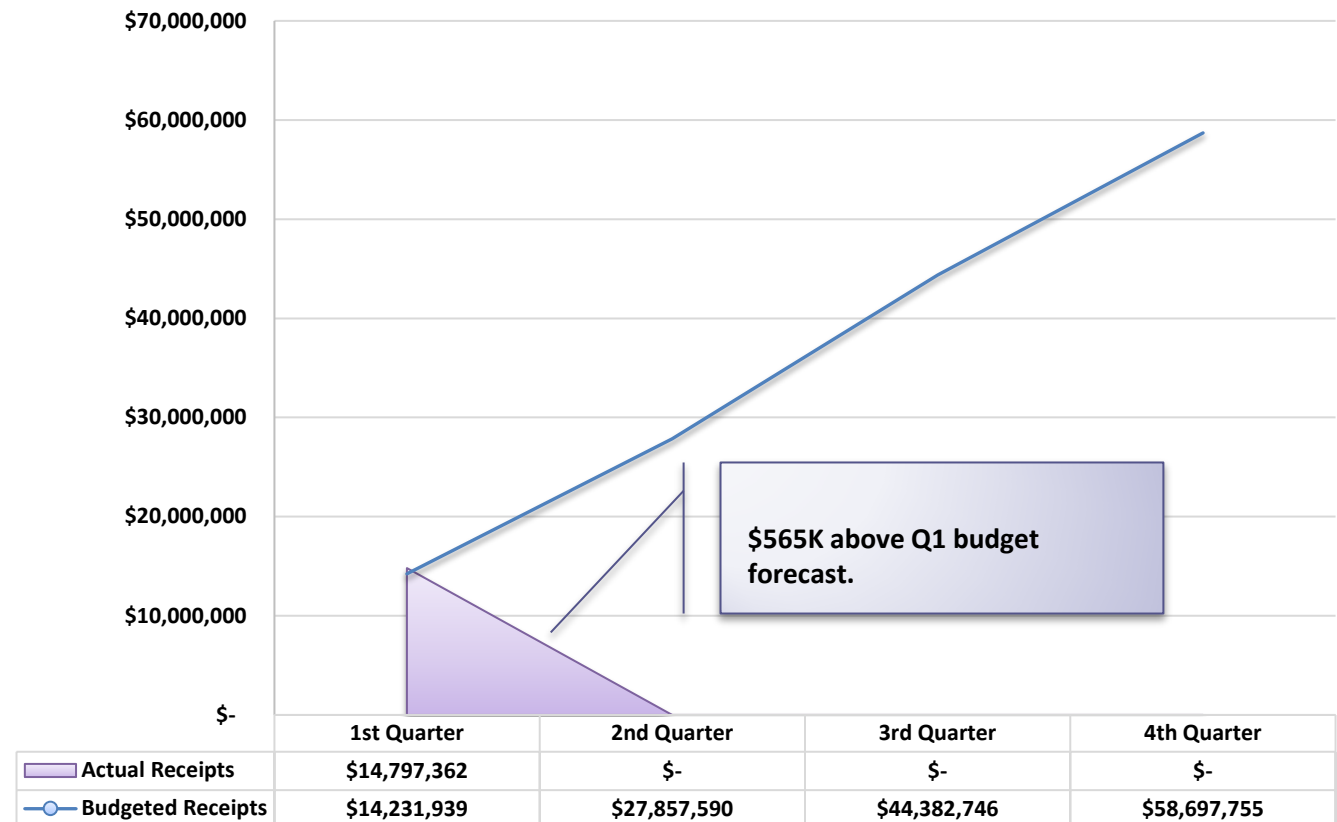 $70,000,000
$60,000,000
$50,000,000
$40,000,000
$30,000,000
$20,000,000
$10,000,000
$-
$565K above Q1 budget
forecast.
1st Quarter 2nd Quarter 3rd Quarter 4th Quarter
Actual Receipts $14,797,362 $- $- $-
Budgeted Receipts $14,231,939 $27,857,590 $44,382,746 $58,697,755